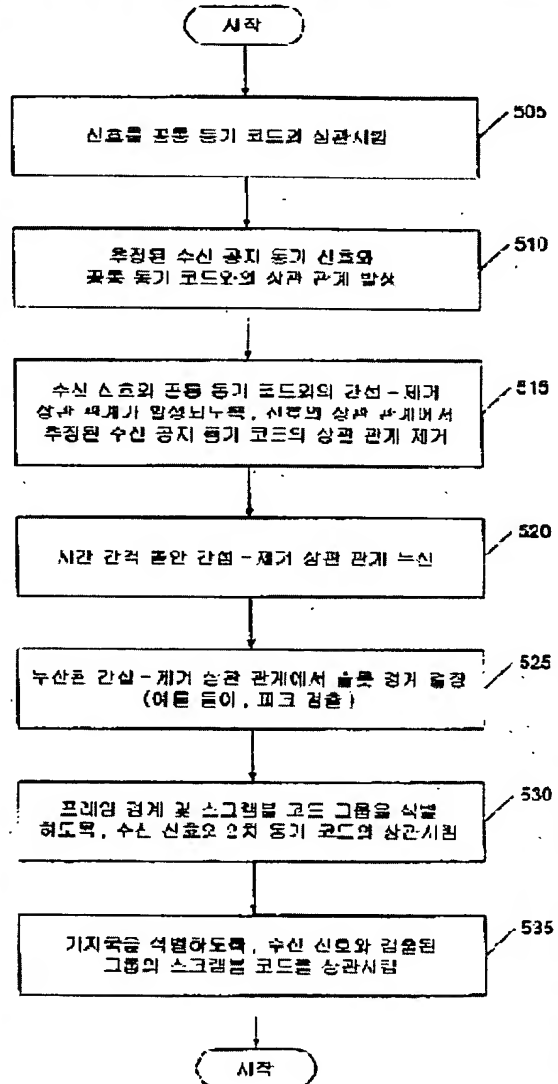 시작
505
신호를 공통 동기 코드와 상관시킴
510
추정된 수신 공지 동기 신호와
공통 동기 코드와의 상관 관계 발생
515
수신 신호와 공통 동기 코드와의 간섭-제거
상관 관계가 합성되도록, 신호의 상관 관계에서
추정된 수신 공지 동기 코드의 상관 관계 제거
520
시간 간격 동안 간섭-제거 상관 관계 누산
525
누산된 간섭-제거 상관 관계에서 슬롯 경계 결정
(예를 들어, 피크 검출)
530
프레임 경계 및 스크램블 코드 그룹을 식별
하도록, 수신 신호와 2차 동기 코드의 상관시킴
535
기지국을 식별하도록, 수신 신호와 검출된
그룹의 스크램블 코드를 상관시킴
시작